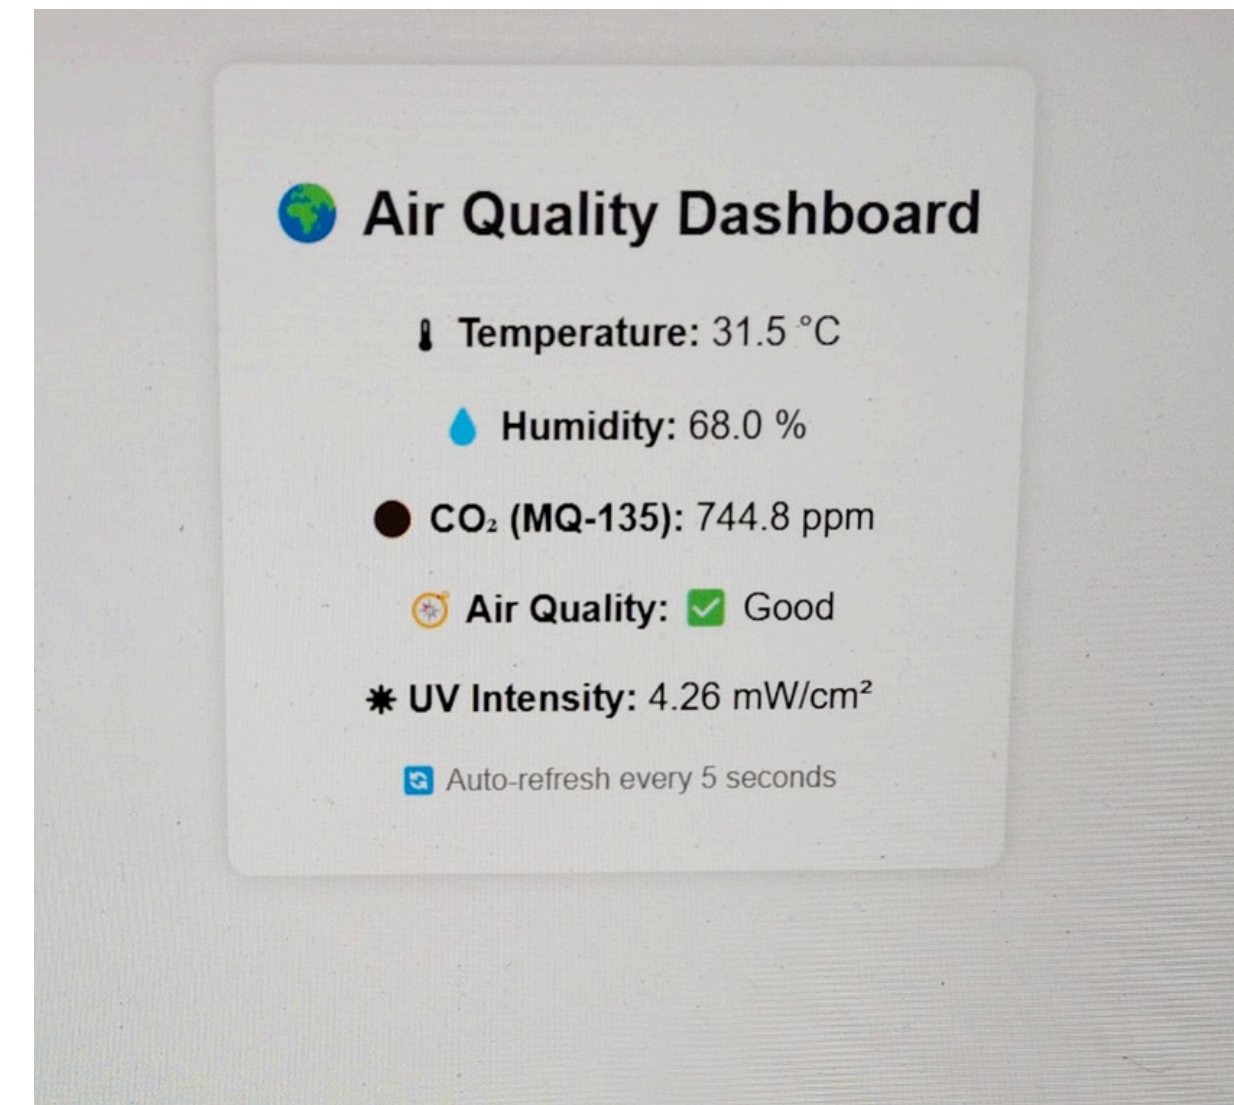 Air Quality Dashboard
Temperature: 31.5 °C
Humidity: 68.0 %
CO₂ (MQ-135): 744.8 ppm
Air Quality: ✅ Good
UV Intensity: 4.26 mW/cm²
Auto-refresh every 5 seconds